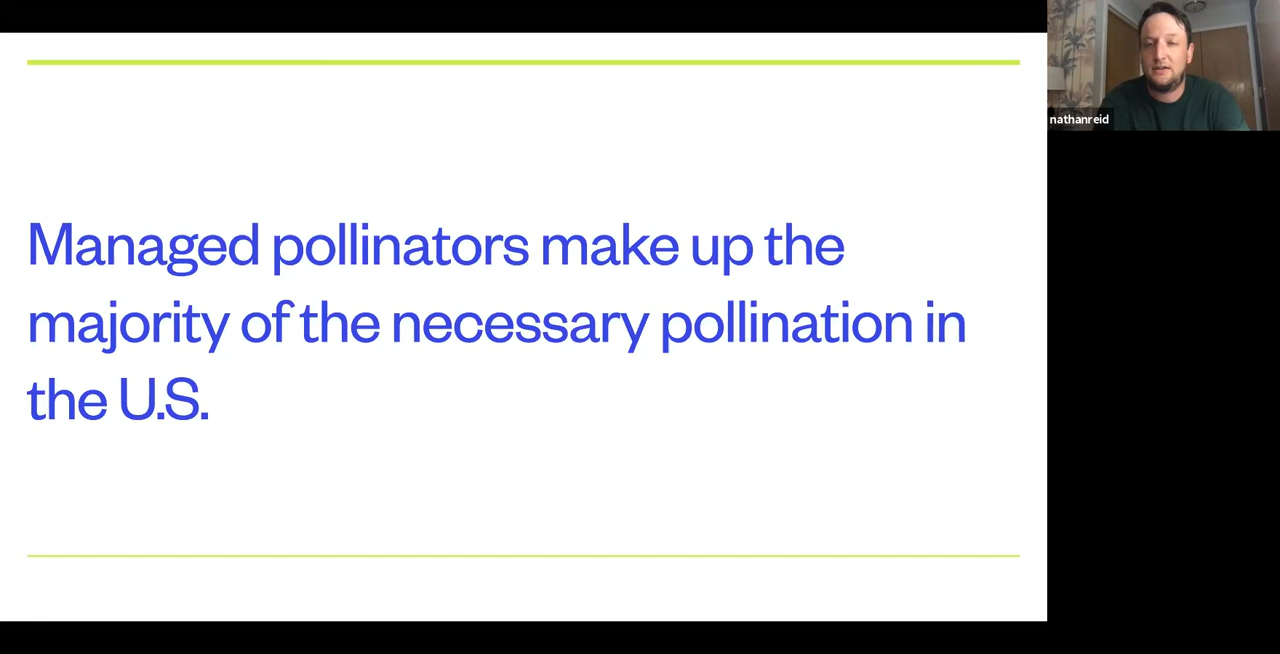 Managed pollinators make up the
majority of the necessary pollination in
the U.S.
nathanreid